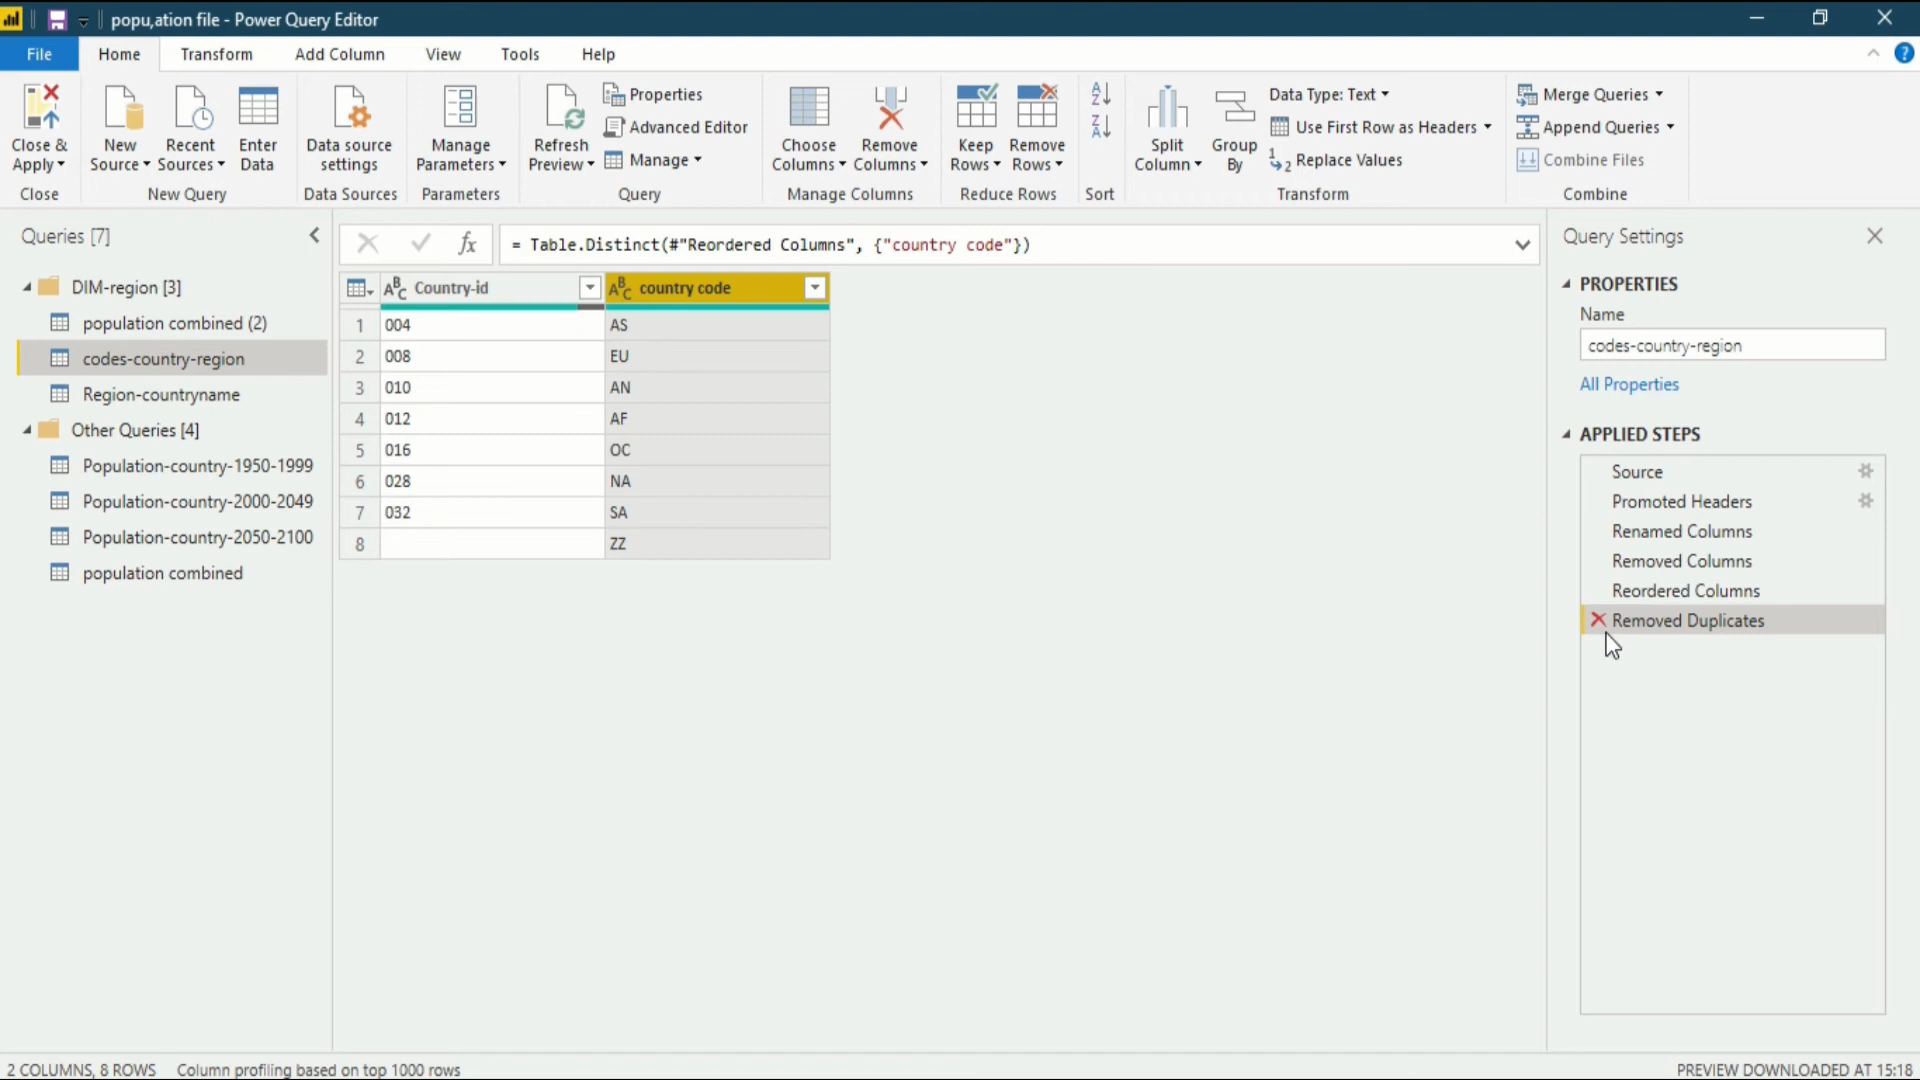 popu,ation file - Power Query Editor
File Home Transform Add Column View Tools Help
Close & Apply
Close
New Source
Recent Sources
Enter Data
New Query
Data source settings
Data Sources
Manage Parameters
Parameters
Refresh Preview
Properties
Advanced Editor
Manage
Query
Choose Columns
Remove Columns
Manage Columns
Keep Rows
Remove Rows
Reduce Rows
Sort
Split Column
Group By
Data Type: Text
Use First Row as Headers
Replace Values
Transform
Merge Queries
Append Queries
Combine Files
Combine
Queries [7]
DIM-region [3]
population combined (2)
codes-country-region
Region-countryname
Other Queries [4]
Population-country-1950-1999
Population-country-2000-2049
Population-country-2050-2100
population combined
fx = Table.Distinct(#"Reordered Columns", {"country code"})
ABC Country-id ABC country code
1 004 AS
2 008 EU
3 010 AN
4 012 AF
5 016 OC
6 028 NA
7 032 SA
8 ZZ
Query Settings
PROPERTIES
Name
codes-country-region
All Properties
APPLIED STEPS
Source
Promoted Headers
Renamed Columns
Removed Columns
Reordered Columns
Removed Duplicates
2 COLUMNS, 8 ROWS Column profiling based on top 1000 rows
PREVIEW DOWNLOADED AT 15:18